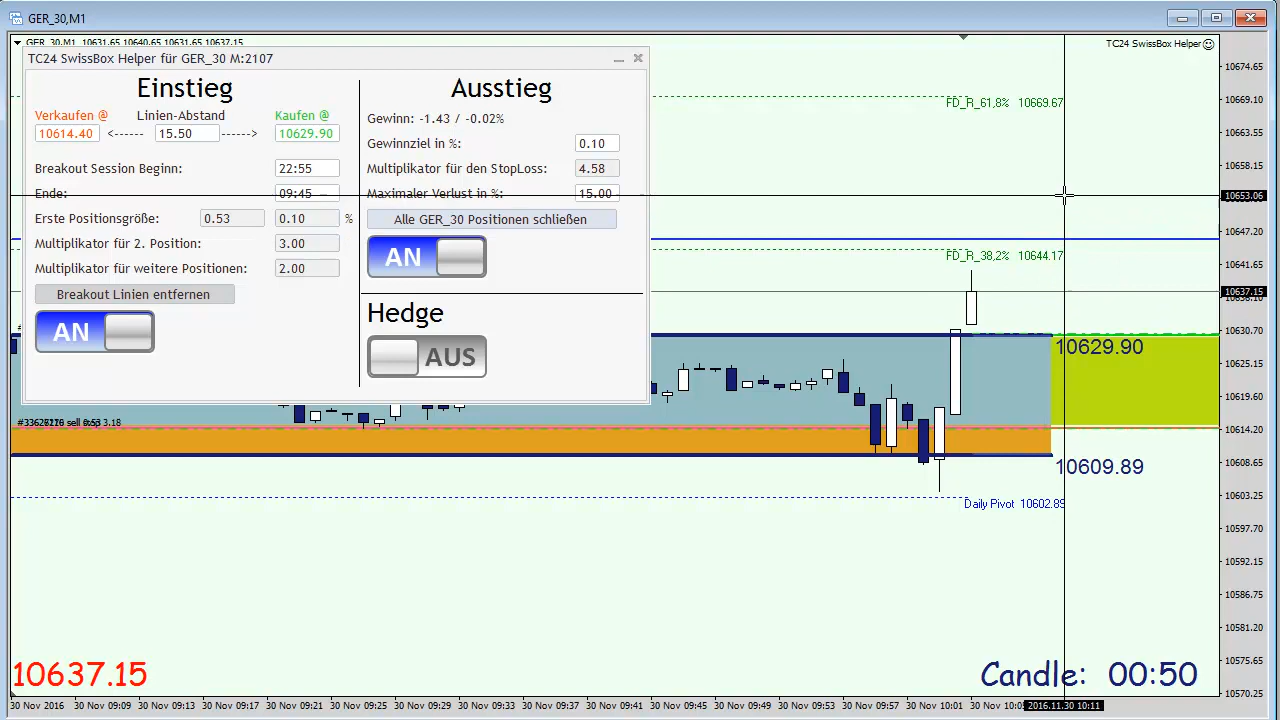 GER_30,M1
GER_30,M1 10631.65 10640.65 10631.65 10637.15
TC24 SwissBox Helper
TC24 SwissBox Helper für GER_30 M:2107
Einstieg
Verkaufen @ Linien-Abstand Kaufen @
10614.40 <------ 15.50 ------> 10629.90
Breakout Session Beginn: 22:55
Ende: 09:45
Erste Positionsgröße: 0.53 0.10 %
Multiplikator für 2. Position: 3.00
Multiplikator für weitere Positionen: 2.00
Breakout Linien entfernen
AN
Ausstieg
Gewinn: -1.43 / -0.02%
Gewinnziel in %: 0.10
Multiplikator für den StopLoss: 4.58
Maximaler Verlust in %: 15.00
Alle GER_30 Positionen schließen
AN
Hedge
AUS
FD_R_61,8% 10669.67
FD_R_38,2% 10644.17
10629.90
sell 0.53 3.18
10609.89
Daily Pivot 10602.89
10637.15
Candle: 00:50
10674.65
10669.10
10663.55
10658.15
10653.06
10647.20
10641.65
10637.15
10630.70
10625.15
10619.60
10614.20
10608.65
10603.25
10597.70
10592.15
10586.75
10581.20
10575.65
10570.25
30 Nov 2016 30 Nov 09:09 30 Nov 09:13 30 Nov 09:17 30 Nov 09:21 30 Nov 09:25 30 Nov 09:29 30 Nov 09:33 30 Nov 09:37 30 Nov 09:41 30 Nov 09:45 30 Nov 09:49 30 Nov 09:53 30 Nov 09:57 30 Nov 10:01 30 Nov 2016.11.30 10:11